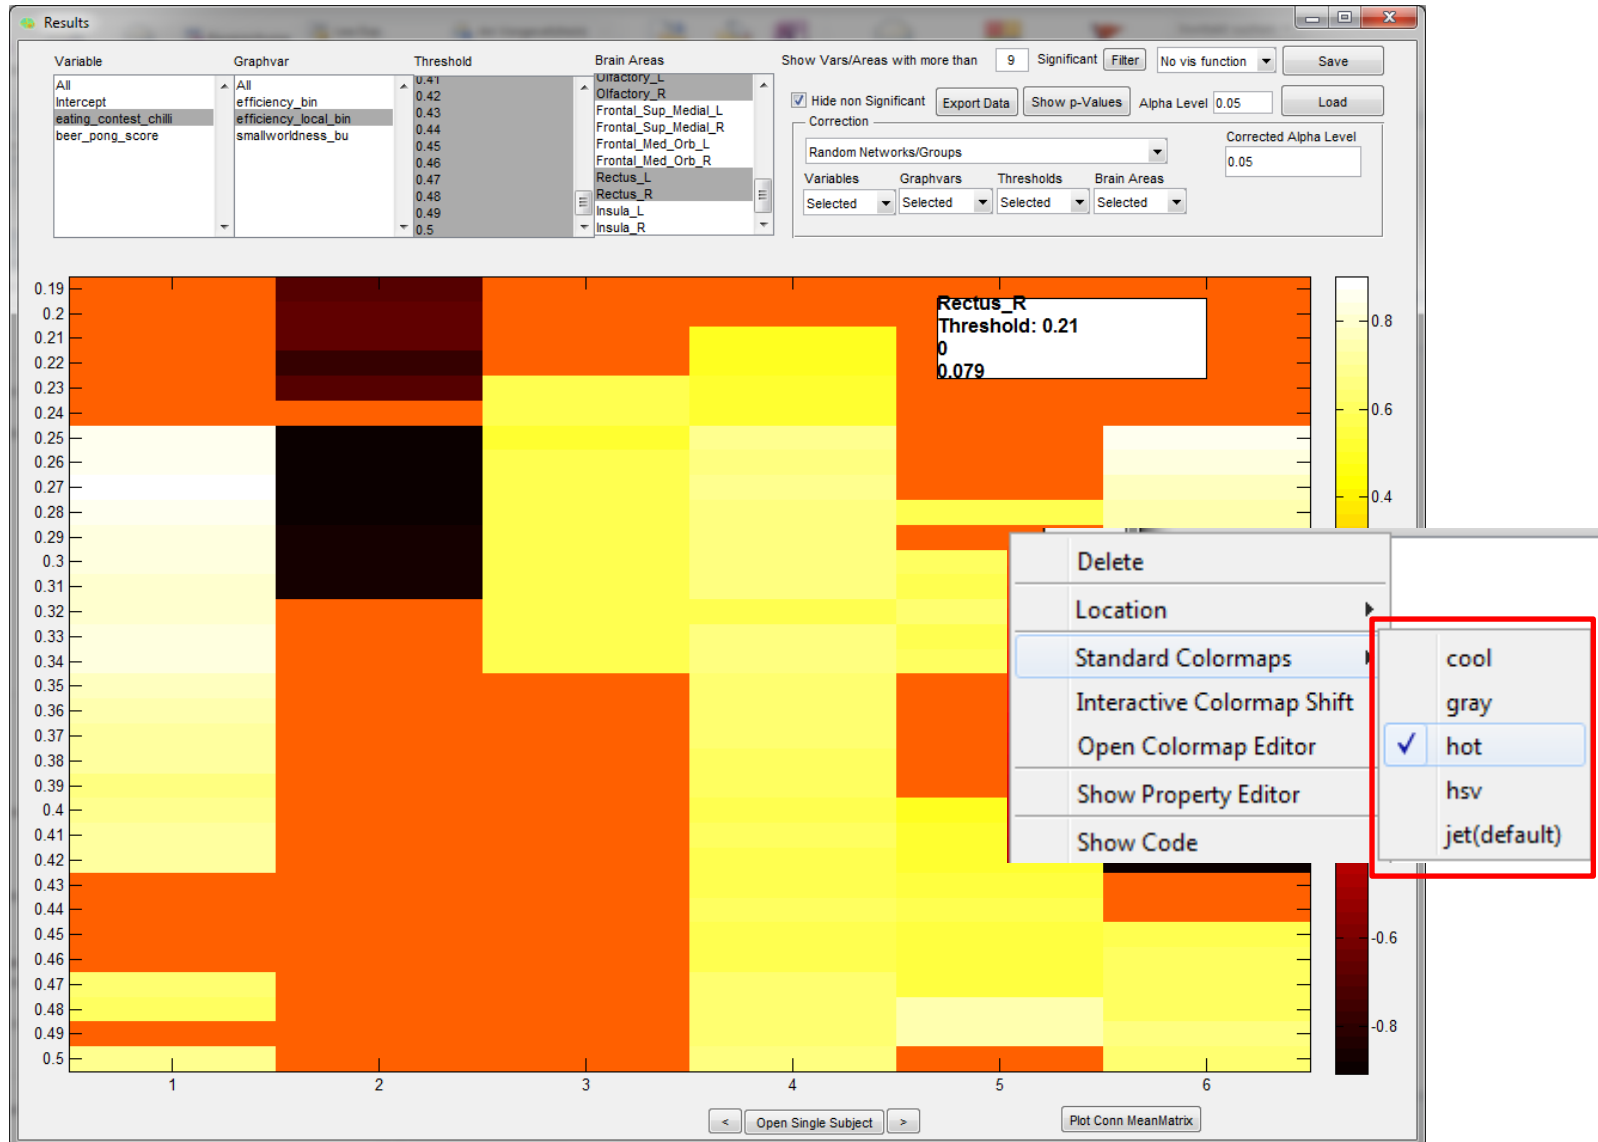 Results
Variable
Graphvar
Threshold
Brain Areas
All
Intercept
eating_contest_chilli
beer_pong_score
All
efficiency_bin
efficiency_local_bin
smallworldness_bu
0.41
0.42
0.43
0.44
0.45
0.46
0.47
0.48
0.49
0.5
Olfactory_L
Olfactory_R
Frontal_Sup_Medial_L
Frontal_Sup_Medial_R
Frontal_Med_Orb_L
Frontal_Med_Orb_R
Rectus_L
Rectus_R
Insula_L
Insula_R
Show Vars/Areas with more than 9 Significant Filter No vis function Save
Hide non Significant Export Data Show p-Values Alpha Level 0.05 Load
Correction
Random Networks/Groups
Corrected Alpha Level
0.05
Variables Graphvars Thresholds Brain Areas
Selected Selected Selected Selected
0.19
0.2
0.21
0.22
0.23
0.24
0.25
0.26
0.27
0.28
0.29
0.3
0.31
0.32
0.33
0.34
0.35
0.36
0.37
0.38
0.39
0.4
0.41
0.42
0.43
0.44
0.45
0.46
0.47
0.48
0.49
0.5
Rectus_R
Threshold: 0.21
0
0.079
0.8
0.6
0.4
-0.6
-0.8
Delete
Location
Standard Colormaps
Interactive Colormap Shift
Open Colormap Editor
Show Property Editor
Show Code
cool
gray
hot
hsv
jet(default)
1 2 3 4 5 6
< Open Single Subject > Plot Conn MeanMatrix